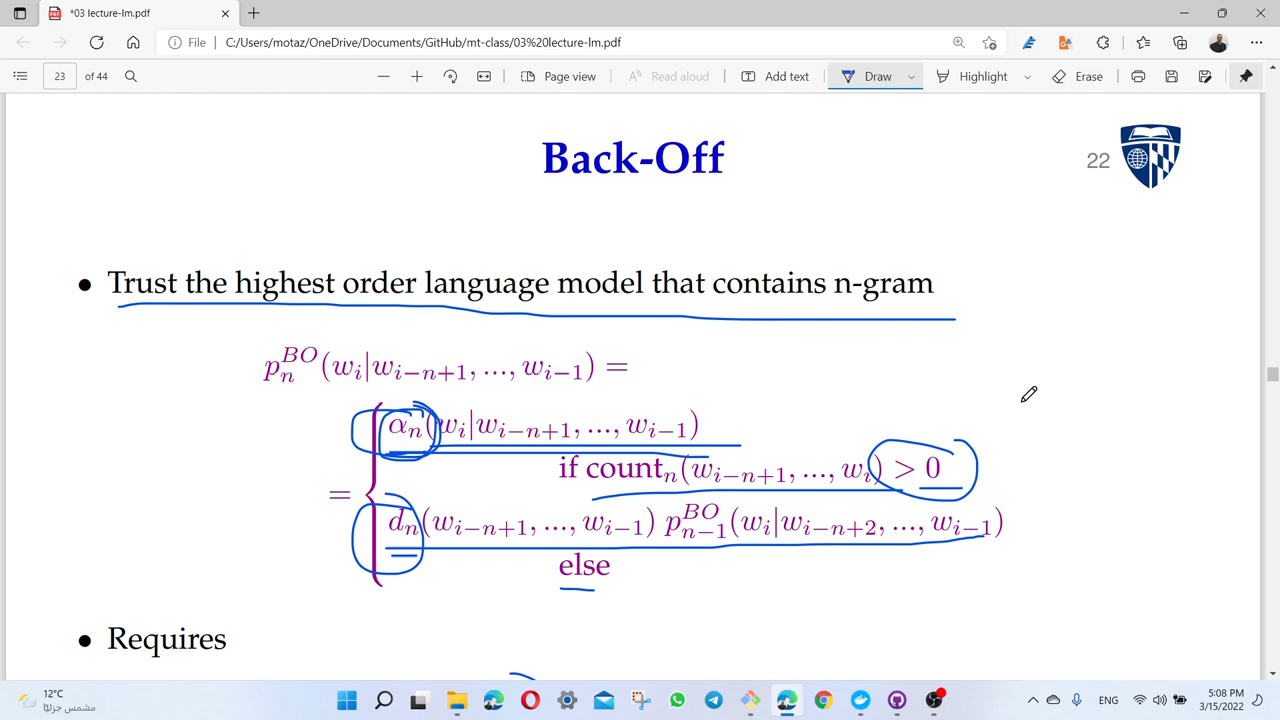 *03 lecture-lm.pdf
File C:/Users/motaz/OneDrive/Documents/GitHub/mt-class/03%20lecture-lm.pdf
23 of 44 Page view Read aloud Add text Draw Highlight Erase
Back-Off
22
• Trust the highest order language model that contains n-gram
p_n^{BO}(w_i|w_{i−n+1}, ..., w_{i−1}) =
= { α_n(w_i|w_{i−n+1}, ..., w_{i−1})
if count_n(w_{i−n+1}, ..., w_i) > 0
d_n(w_{i−n+1}, ..., w_{i−1}) p_{n−1}^{BO}(w_i|w_{i−n+2}, ..., w_{i−1})
else
• Requires
12°C
مشمس جزئيًا
ENG
5:08 PM
3/15/2022